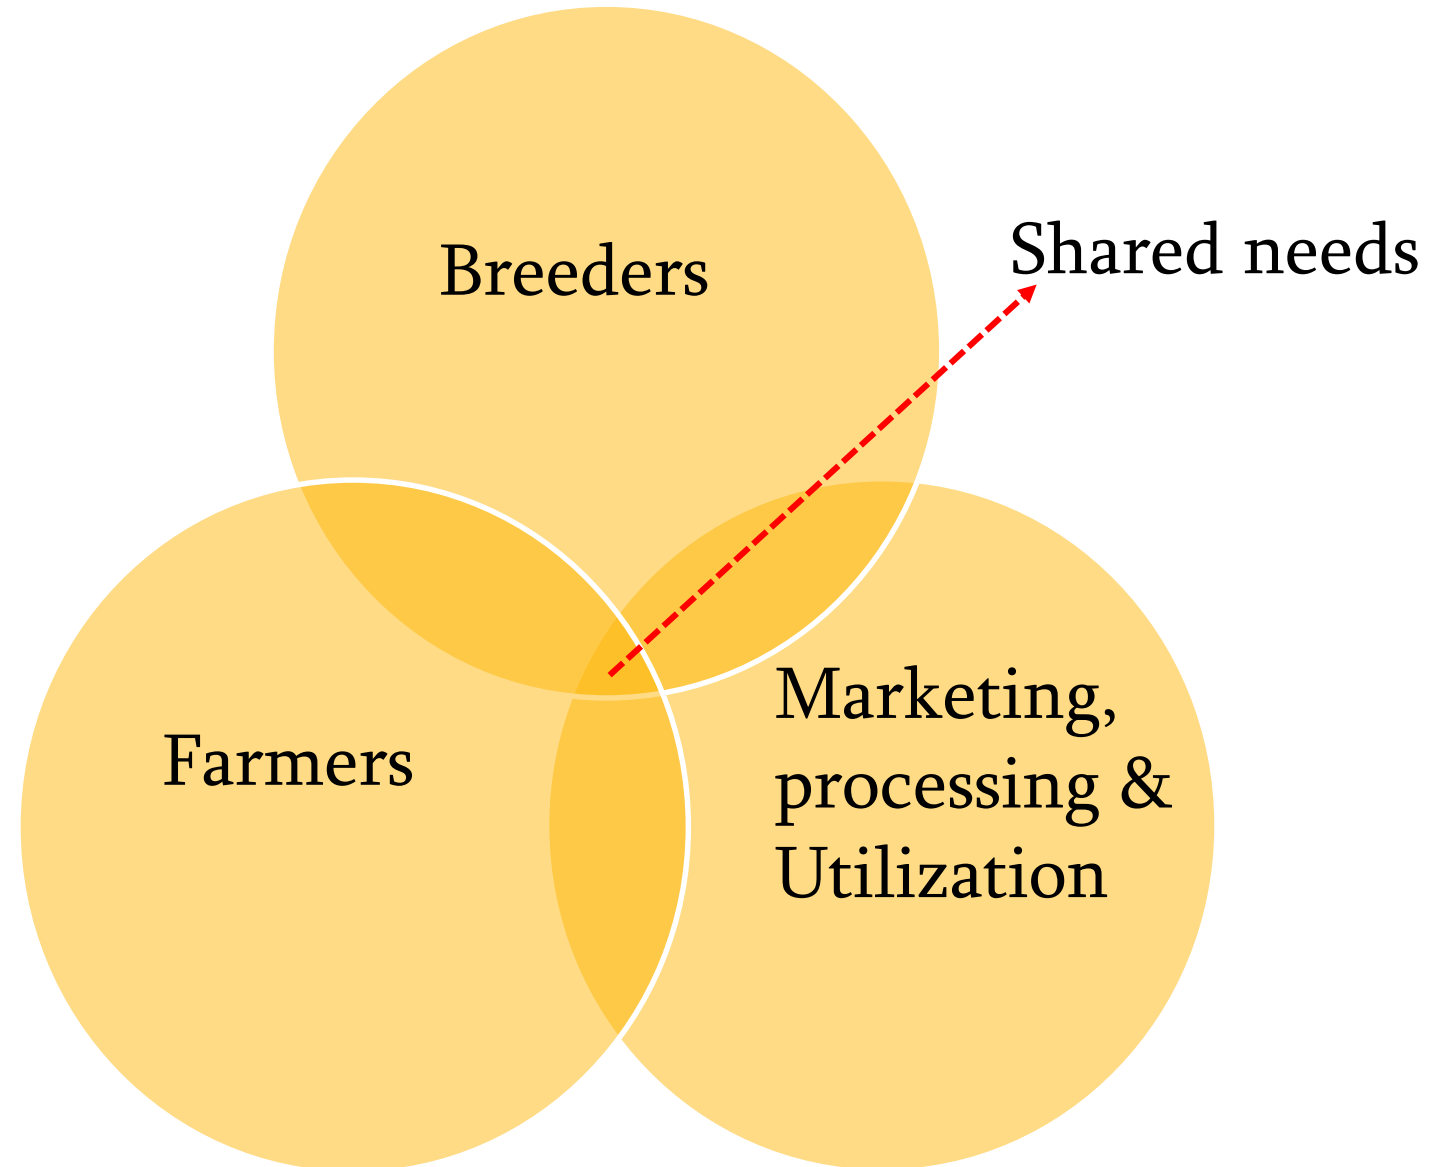 Breeders
Shared needs
Farmers
Marketing,
processing &
Utilization